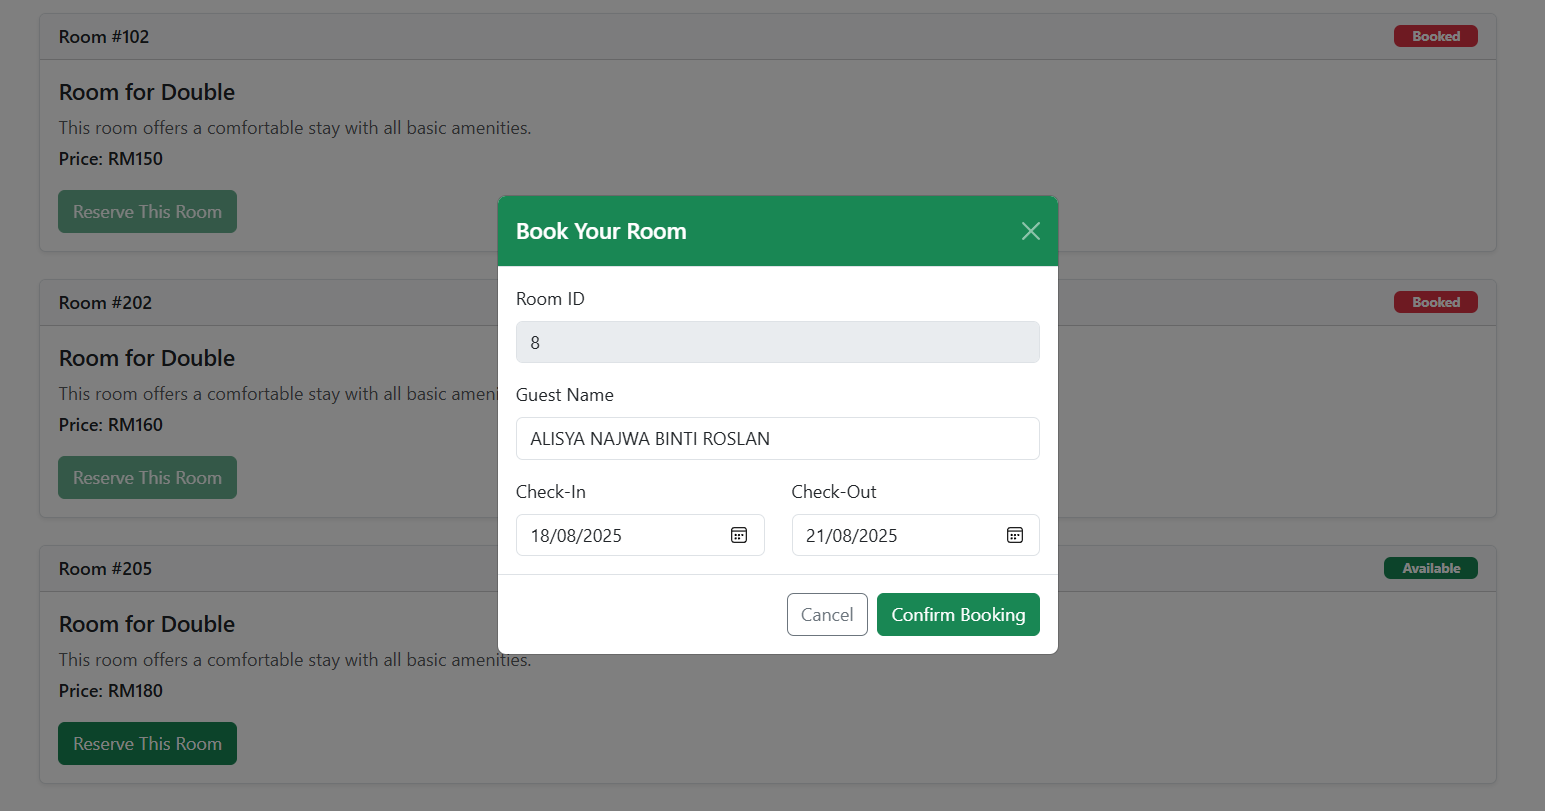 Room #102
Booked
Room for Double
This room offers a comfortable stay with all basic amenities.
Price: RM150
Reserve This Room
Room #202
Booked
Room for Double
This room offers a comfortable stay with all basic ameni
Price: RM160
Reserve This Room
Room #205
Available
Room for Double
This room offers a comfortable stay with all basic amenities.
Price: RM180
Reserve This Room
Book Your Room
Room ID
8
Guest Name
ALISYA NAJWA BINTI ROSLAN
Check-In Check-Out
18/08/2025 21/08/2025
Cancel Confirm Booking